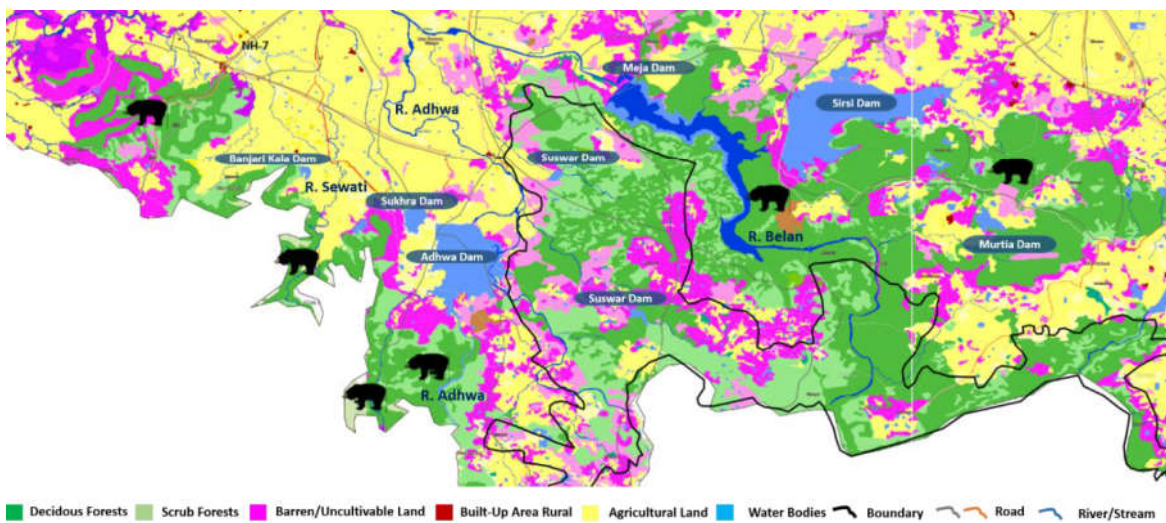 NH-7
Meja Dam
Sirsi Dam
R. Adhwa
Banjari Kala Dam
Suswar Dam
R. Sewati
Sukhra Dam
R. Belan
Murtia Dam
Adhwa Dam
Suswar Dam
R. Adhwa
Decidous Forests Scrub Forests Barren/Uncultivable Land Built-Up Area Rural Agricultural Land Water Bodies Boundary Road River/Stream